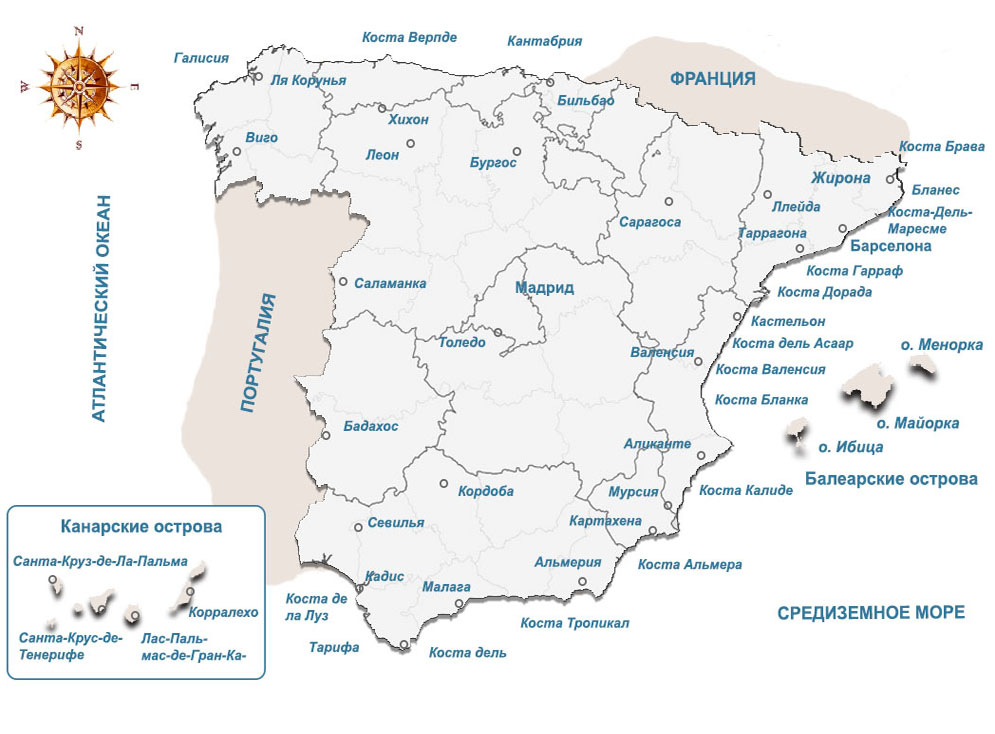 N
Коста Верпде
Кантабрия
Галисия
ФРАНЦИЯ
Ля Корунья
W
E
Бильбао
Хихон
Виго
S
Коста Брава
Леон
Бургос
Жирона
Бланес
Ллейда
Коста-Дель-
Маресме
Сарагоса
Таррагона
Барселона
АТЛАНТИЧЕСКИЙ ОКЕАН
Коста Гарраф
Саламанка
Мадрид
Коста Дорада
Кастельон
ПОРТУГАЛИЯ
Толедо
Коста дель Асаар
о. Менорка
Валенсия
Коста Валенсия
Коста Бланка
о. Майорка
Бадахос
Аликанте
о. Ибица
Балеарские острова
Кордоба
Мурсия
Коста Калиде
Севилья
Картахена
Канарские острова
Санта-Круз-де-Ла-Пальма
Альмерия
Коста Альмера
Кадис
Малага
Коста де
ла Луз
Корралехо
СРЕДИЗЕМНОЕ МОРЕ
Коста Тропикал
Санта-Крус-де-
Тенерифе
Лас-Паль-
мас-де-Гран-Ка-
Тарифа
Коста дель